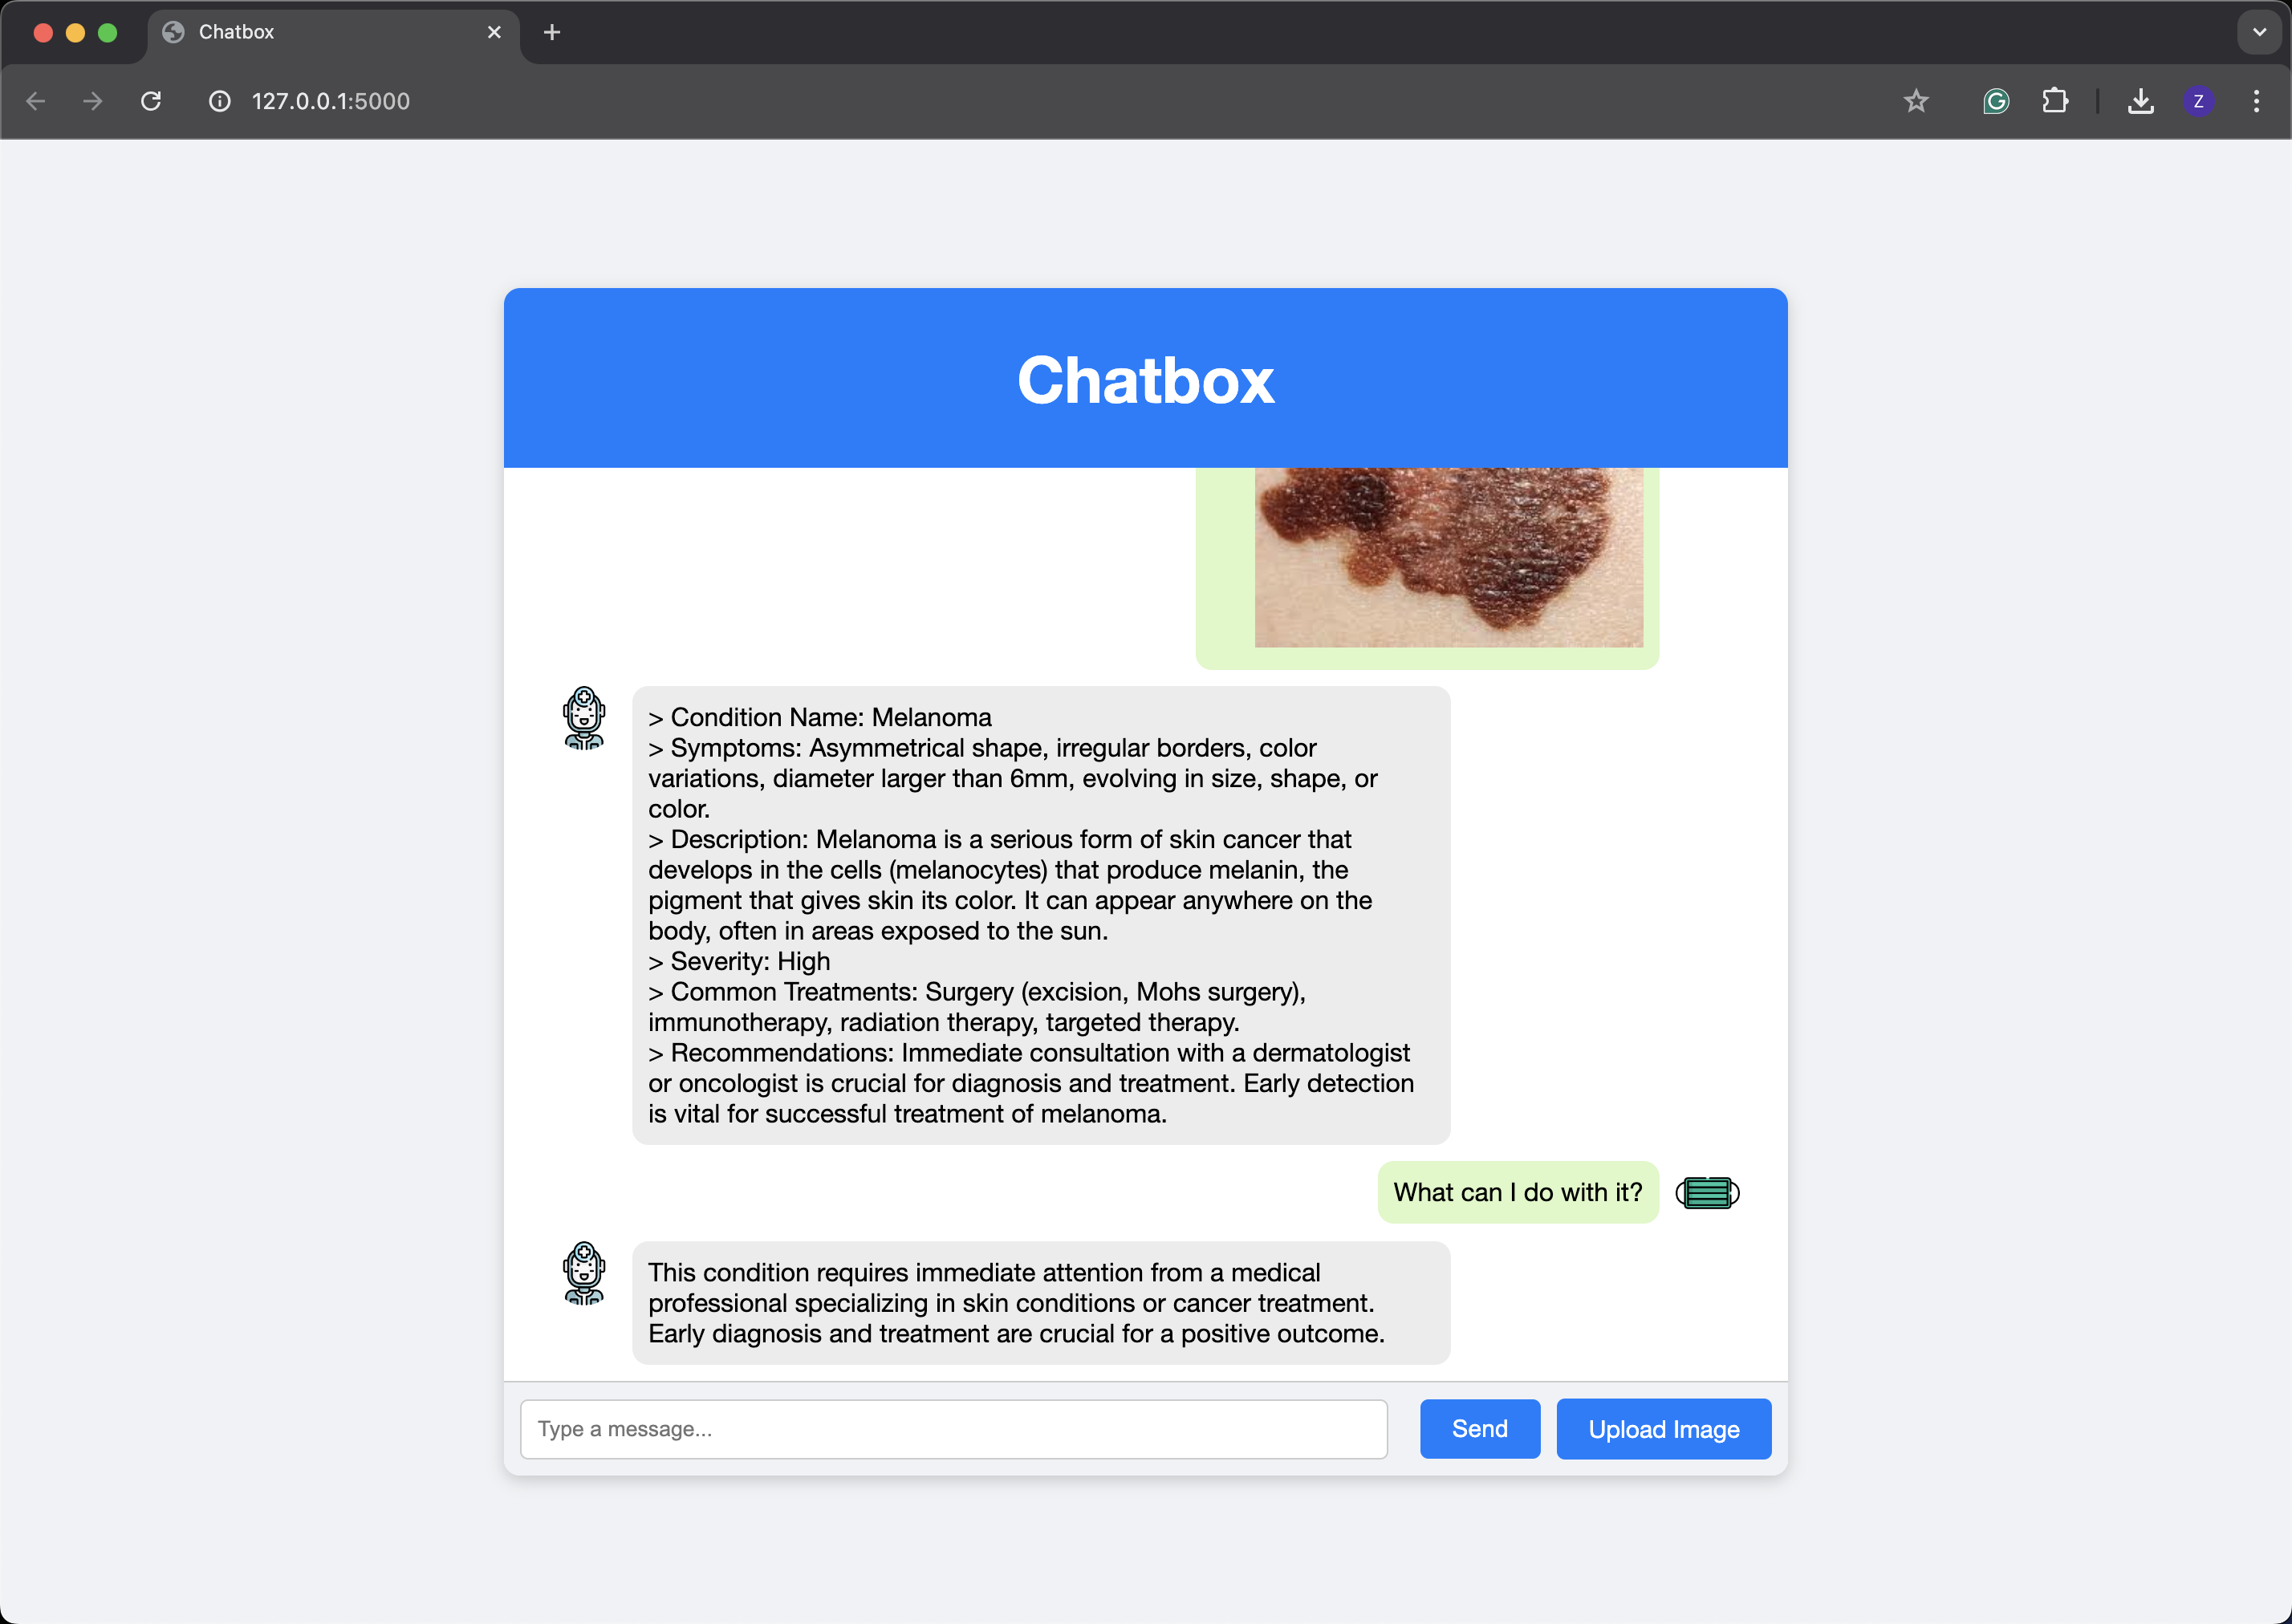 Chatbox
127.0.0.1:5000
Z
Chatbox
> Condition Name: Melanoma
> Symptoms: Asymmetrical shape, irregular borders, color
variations, diameter larger than 6mm, evolving in size, shape, or
color.
> Description: Melanoma is a serious form of skin cancer that
develops in the cells (melanocytes) that produce melanin, the
pigment that gives skin its color. It can appear anywhere on the
body, often in areas exposed to the sun.
> Severity: High
> Common Treatments: Surgery (excision, Mohs surgery),
immunotherapy, radiation therapy, targeted therapy.
> Recommendations: Immediate consultation with a dermatologist
or oncologist is crucial for diagnosis and treatment. Early detection
is vital for successful treatment of melanoma.
What can I do with it?
This condition requires immediate attention from a medical
professional specializing in skin conditions or cancer treatment.
Early diagnosis and treatment are crucial for a positive outcome.
Type a message...
Send
Upload Image